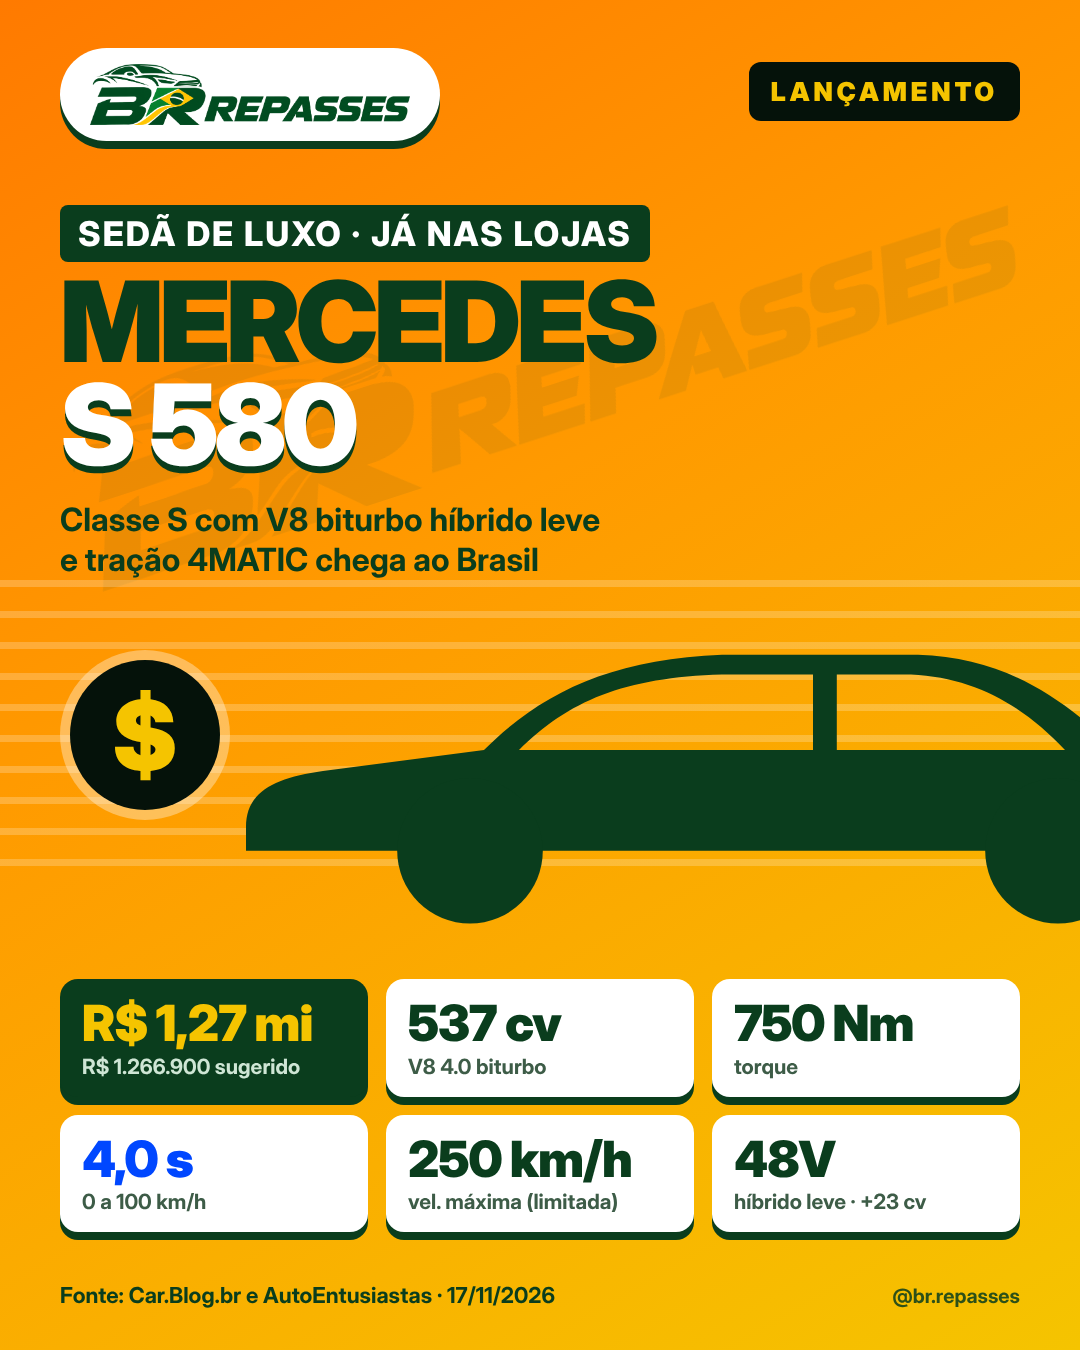 BR REPASSES
LANÇAMENTO
SEDÃ DE LUXO · JÁ NAS LOJAS
MERCEDES
S 580
BR REPASSES
Classe S com V8 biturbo híbrido leve
e tração 4MATIC chega ao Brasil
$
R$ 1,27 mi
R$ 1.266.900 sugerido
537 cv
V8 4.0 biturbo
750 Nm
torque
4,0 s
0 a 100 km/h
250 km/h
vel. máxima (limitada)
48V
híbrido leve · +23 cv
Fonte: Car.Blog.br e AutoEntusiastas · 17/11/2026
@br.repasses